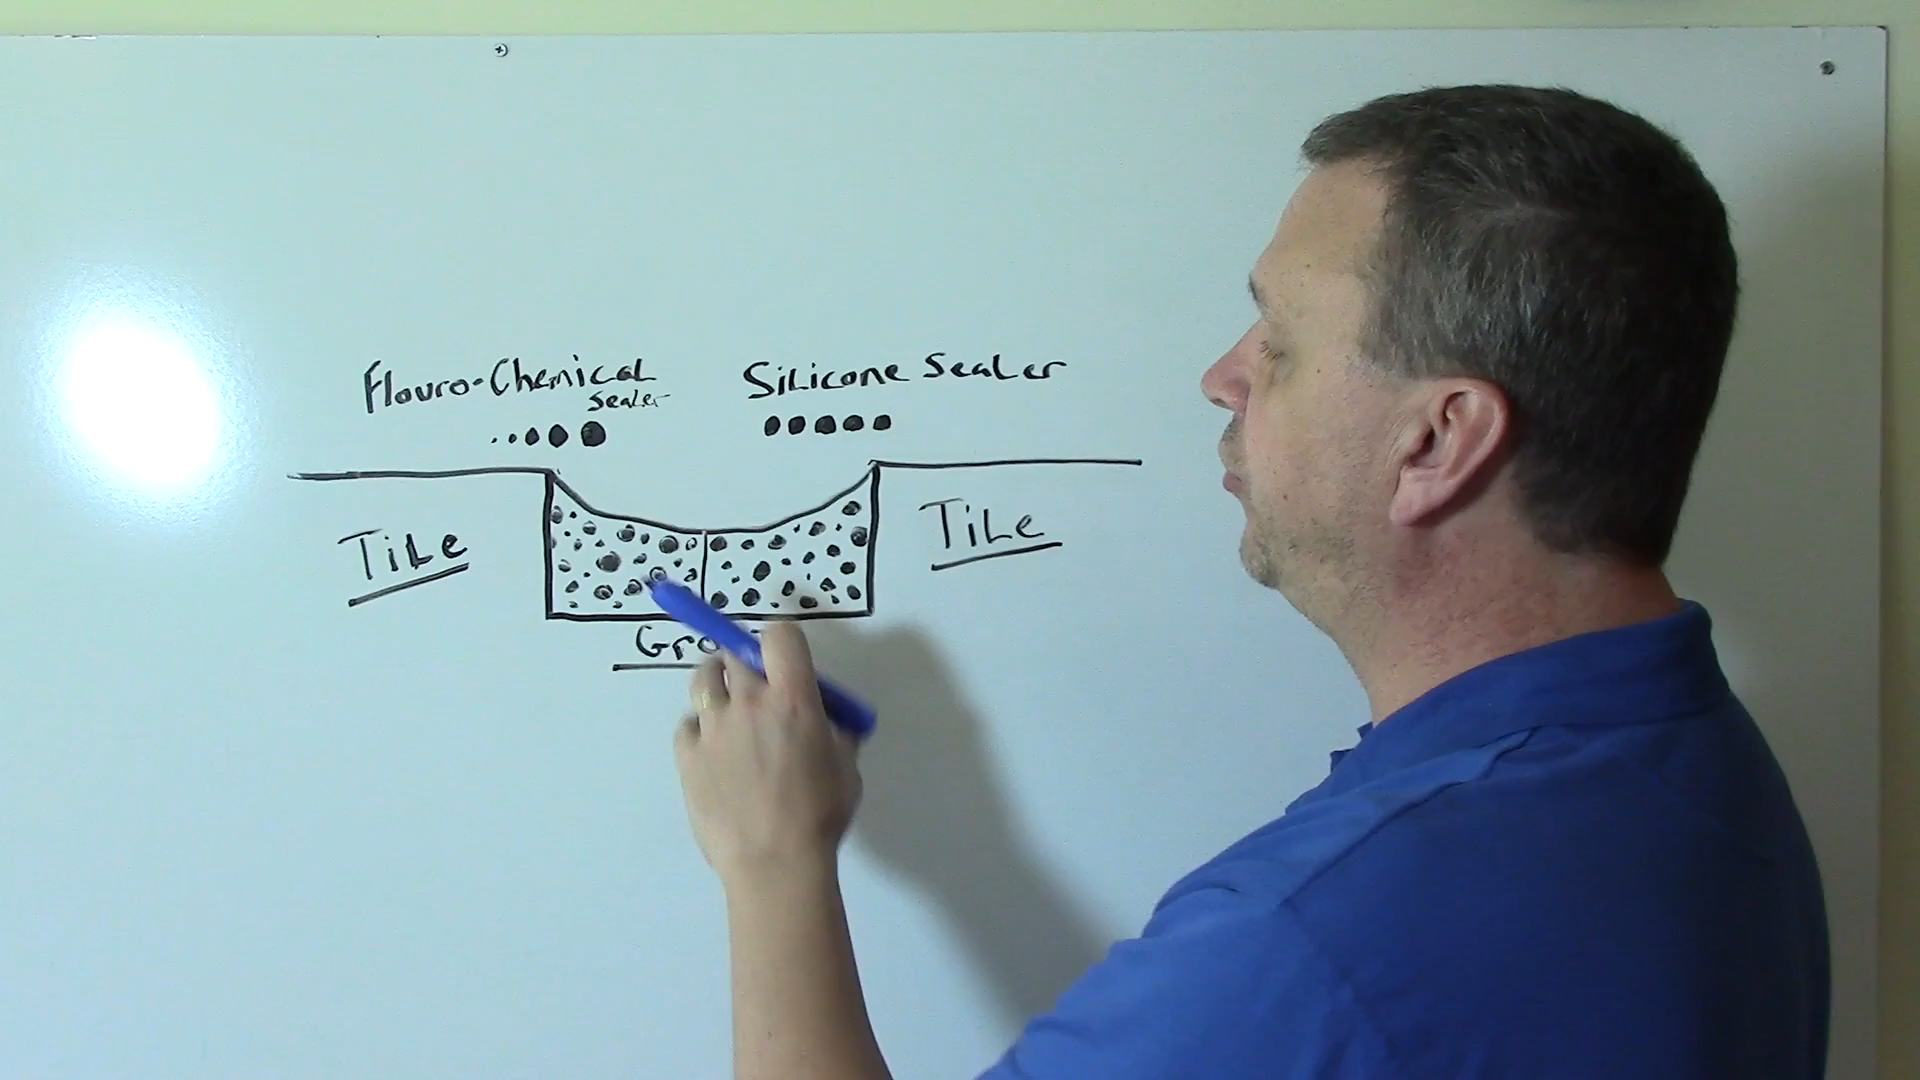 Flouro-Chemical
Sealer
Silicone Sealer
Tile
Tile